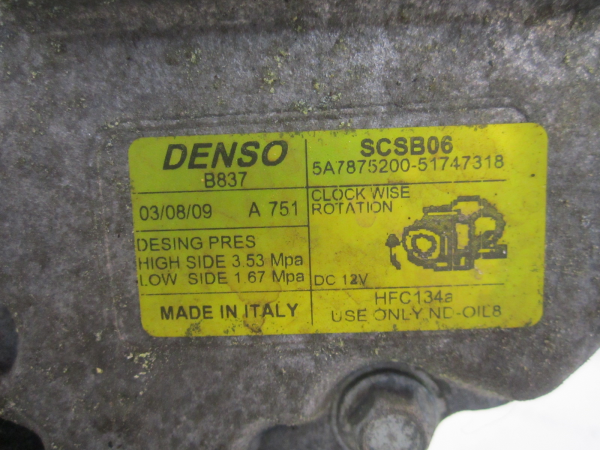 DENSO
B837
SCSB06
5A7875200-51747318
03/08/09 A 751
CLOCK WISE
ROTATION
DESING PRES
HIGH SIDE 3.53 Mpa
LOW SIDE 1.67 Mpa
DC 12V
MADE IN ITALY
HFC134a
USE ONLY ND-OIL8